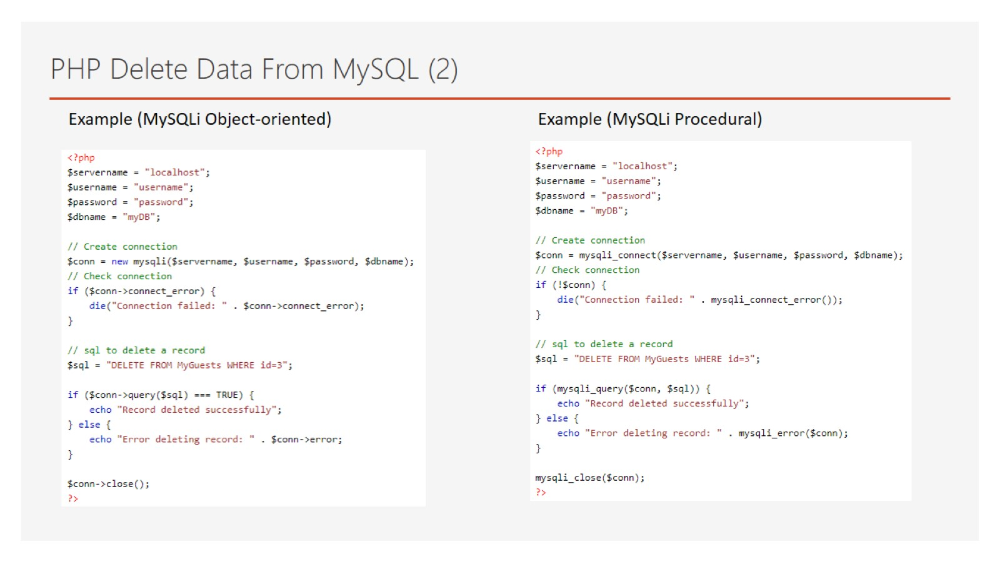 PHP Delete Data From MySQL (2)
Example (MySQLi Object-oriented)
<?php
$servername = "localhost";
$username = "username";
$password = "password";
$dbname = "myDB";
// Create connection
$conn = new mysqli($servername, $username, $password, $dbname);
// Check connection
if ($conn->connect_error) {
    die("Connection failed: " . $conn->connect_error);
}
// sql to delete a record
$sql = "DELETE FROM MyGuests WHERE id=3";
if ($conn->query($sql) === TRUE) {
    echo "Record deleted successfully";
} else {
    echo "Error deleting record: " . $conn->error;
}
$conn->close();
?>
Example (MySQLi Procedural)
<?php
$servername = "localhost";
$username = "username";
$password = "password";
$dbname = "myDB";
// Create connection
$conn = mysqli_connect($servername, $username, $password, $dbname);
// Check connection
if (!$conn) {
    die("Connection failed: " . mysqli_connect_error());
}
// sql to delete a record
$sql = "DELETE FROM MyGuests WHERE id=3";
if (mysqli_query($conn, $sql)) {
    echo "Record deleted successfully";
} else {
    echo "Error deleting record: " . mysqli_error($conn);
}
mysqli_close($conn);
?>